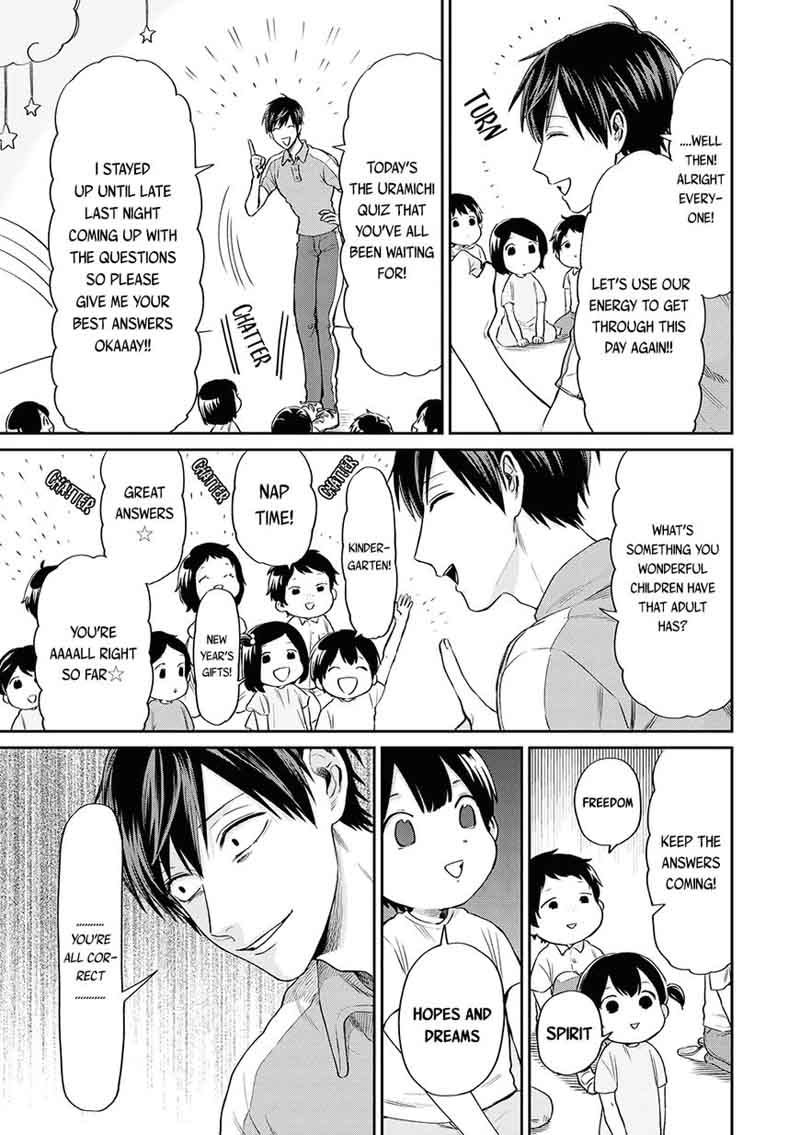 ....WELL
THEN!
ALRIGHT
EVERY-
ONE!
TURN
LET'S USE OUR
ENERGY TO GET
THROUGH THIS
DAY AGAIN!!
TODAY'S
THE URAMICHI
QUIZ THAT
YOU'VE ALL
BEEN WAITING
FOR!
I STAYED
UP UNTIL LATE
LAST NIGHT
COMING UP WITH
THE QUESTIONS
SO PLEASE
GIVE ME YOUR
BEST ANSWERS
OKAAAY!!
CHATTER
WHAT'S
SOMETHING YOU
WONDERFUL
CHILDREN HAVE
THAT ADULT
HAS?
CHATTER
KINDER-
GARTEN!
NAP
TIME!
CHATTER
NEW
YEAR'S
GIFTS!
GREAT
ANSWERS
☆
CHATTER
YOU'RE
AAAALL RIGHT
SO FAR☆
KEEP THE
ANSWERS
COMING!
FREEDOM
SPIRIT
HOPES AND
DREAMS
...........
YOU'RE
ALL COR-
RECT
...........